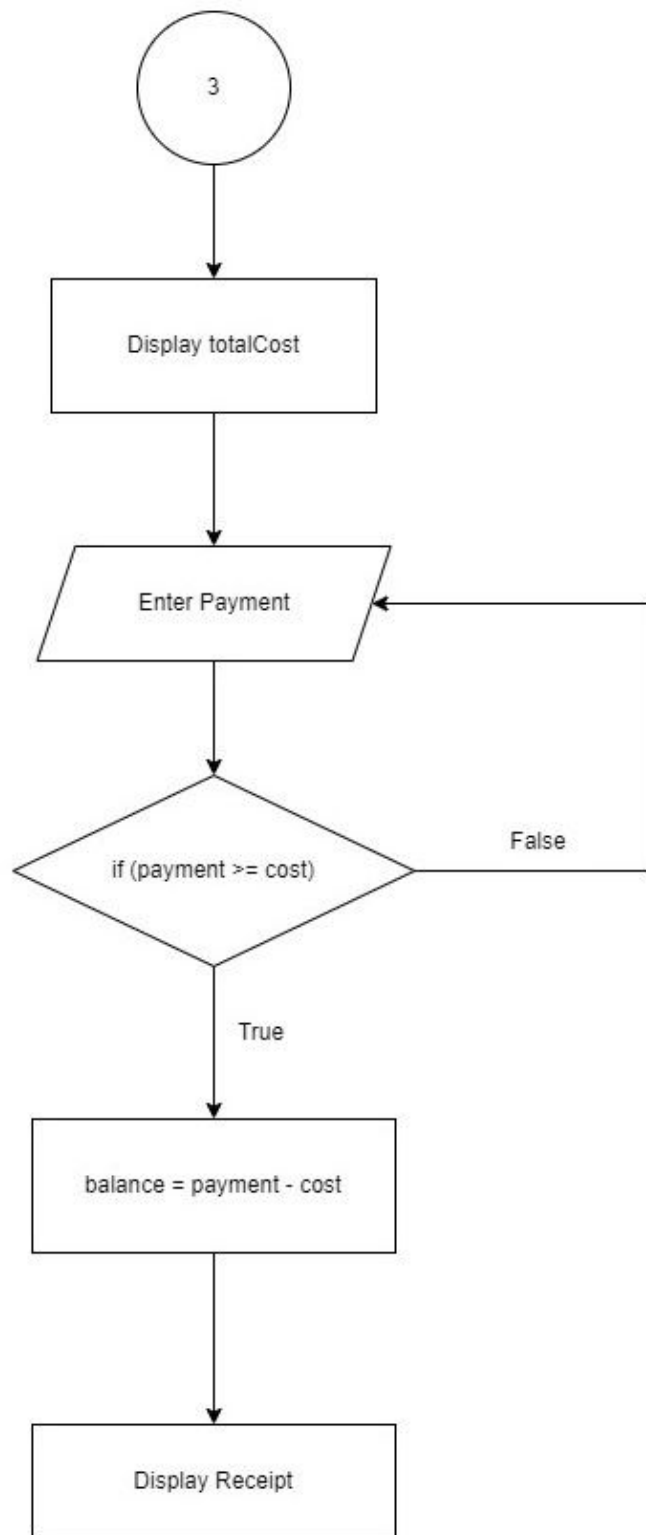 3
Display totalCost
Enter Payment
if (payment >= cost)
False
True
balance = payment - cost
Display Receipt